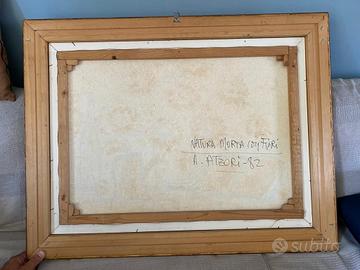 NATURA MORTA CON FIORI
A. ATZORI-82
subito